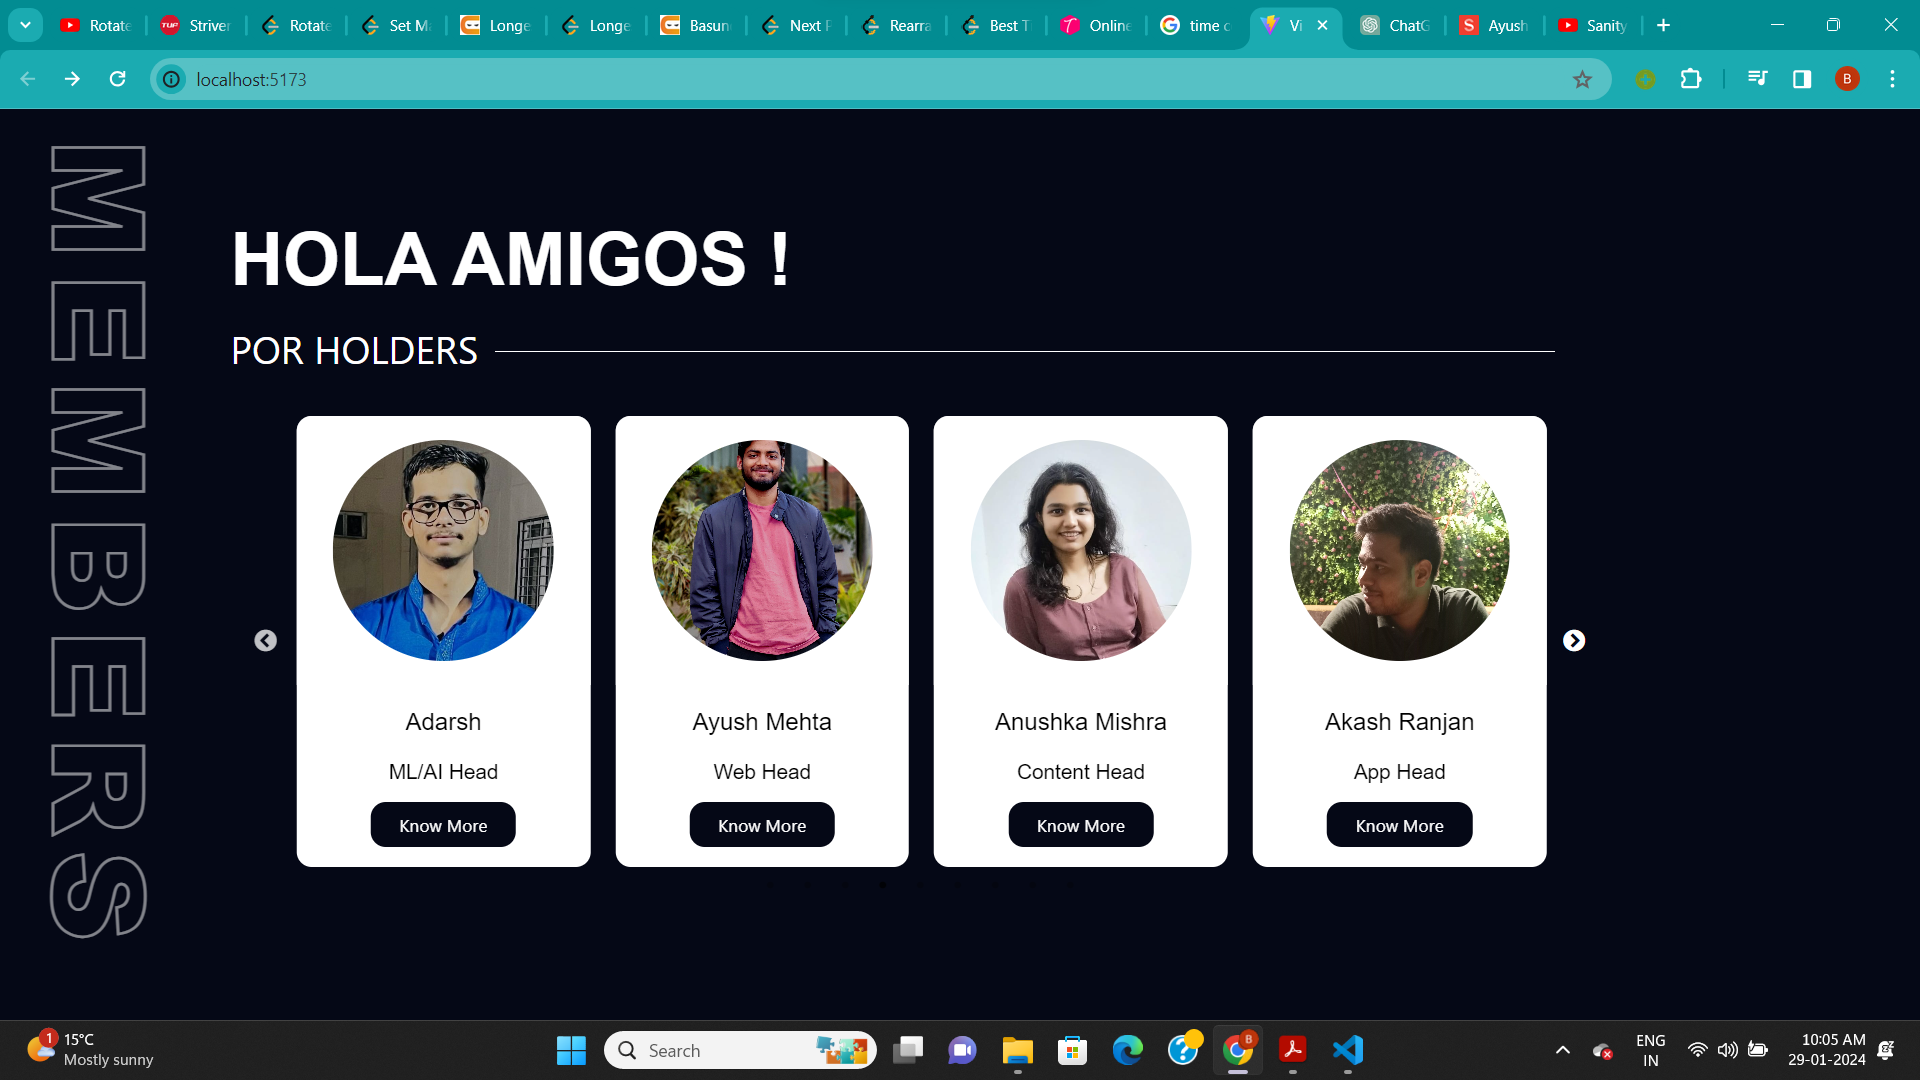 Rotate
Striver
Rotate
Set Ma
Longe
Longe
Basun
Next P
Rearra
Best Ti
Online
time c
Vi
ChatG
Ayush
Sanity
localhost:5173
B
MEMBERS
HOLA AMIGOS !
POR HOLDERS
Adarsh
ML/AI Head
Know More
Ayush Mehta
Web Head
Know More
Anushka Mishra
Content Head
Know More
Akash Ranjan
App Head
Know More
1
15°C
Mostly sunny
Search
B
ENG
IN
10:05 AM
29-01-2024